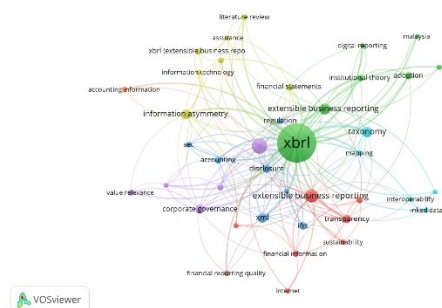 literature review
malaysia
assurance
digital reporting
xbrl (extensible business repo
information technology
adoption
institutional theory
financial statements
accounting information
extensible business reporting
information asymmetry
regulation
taxonomy
xbrl
sec
mapping
accounting
disclosure
value relevance
extensible business reporting
interoperability
linked data
corporate governance
xml
ifrs
transparency
sustainability
financial information
financial reporting quality
internet
VOSviewer